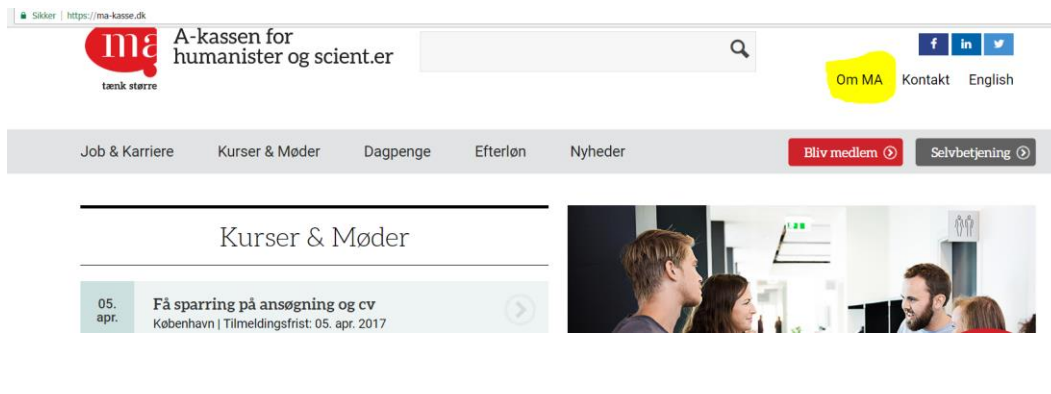 Sikker | https://ma-kasse.dk
ma
A-kassen for
humanister og scient.er
tænk større
f in
Om MA Kontakt English
Job & Karriere Kurser & Møder Dagpenge Efterløn Nyheder Bliv medlem Selvbetjening
Kurser & Møder
05.
apr.
Få sparring på ansøgning og cv
København | Tilmeldingsfrist: 05. apr. 2017